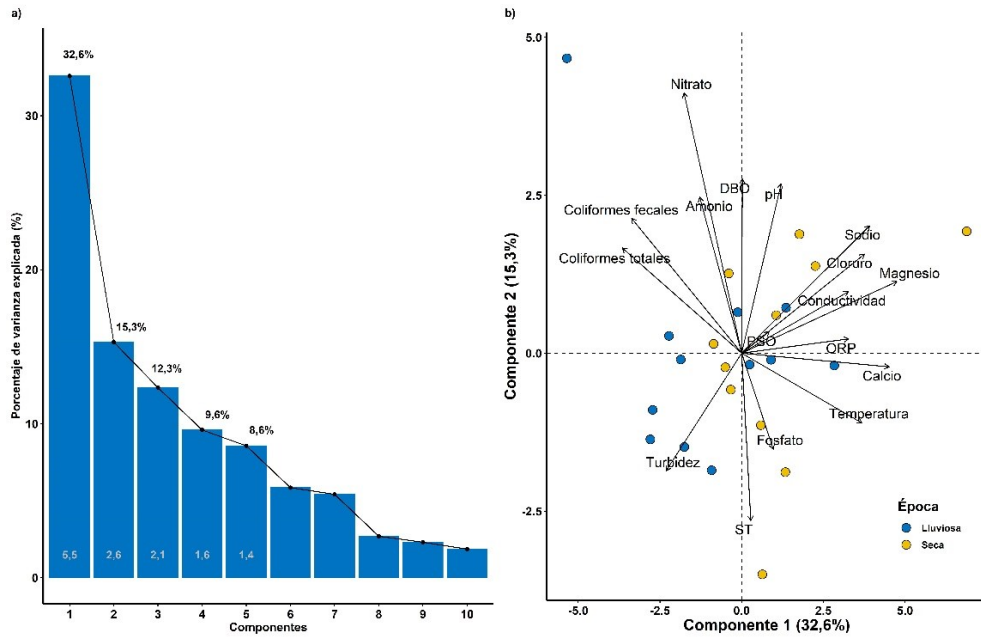 a)
Porcentaje de varianza explicada (%)
30
20
10
0
32,6%
15,3%
12,3%
9,6%
8,6%
5,5
2,6
2,1
1,6
1,4
1 2 3 4 5 6 7 8 9 10
Componentes
b)
Componente 2 (15,3%)
5.0
2.5
0.0
-2.5
Nitrato
DBO
pH
Amonio
Coliformes fecales
Coliformes totales
Sodio
Cloruro
Magnesio
Conductividad
PSO
ORP
Calcio
Temperatura
Fosfato
Turbidez
ST
Época
Lluviosa
Seca
-5.0 -2.5 0.0 2.5 5.0
Componente 1 (32,6%)